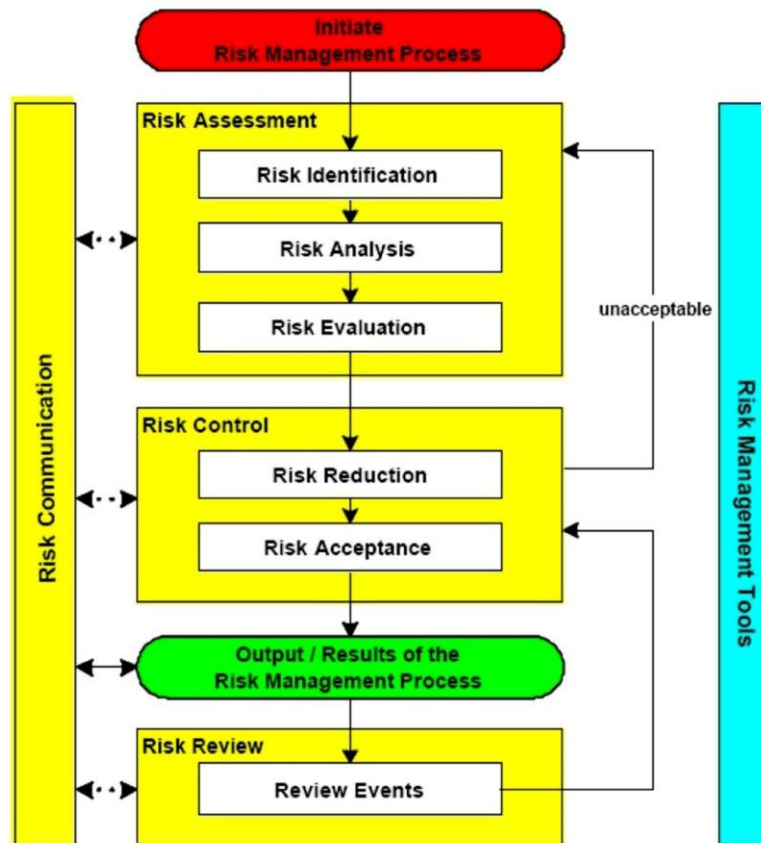 Initiate
Risk Management Process
Risk Assessment
Risk Identification
Risk Analysis
Risk Evaluation
unacceptable
Risk Control
Risk Reduction
Risk Acceptance
Output / Results of the
Risk Management Process
Risk Review
Review Events
Risk Communication
Risk Management Tools